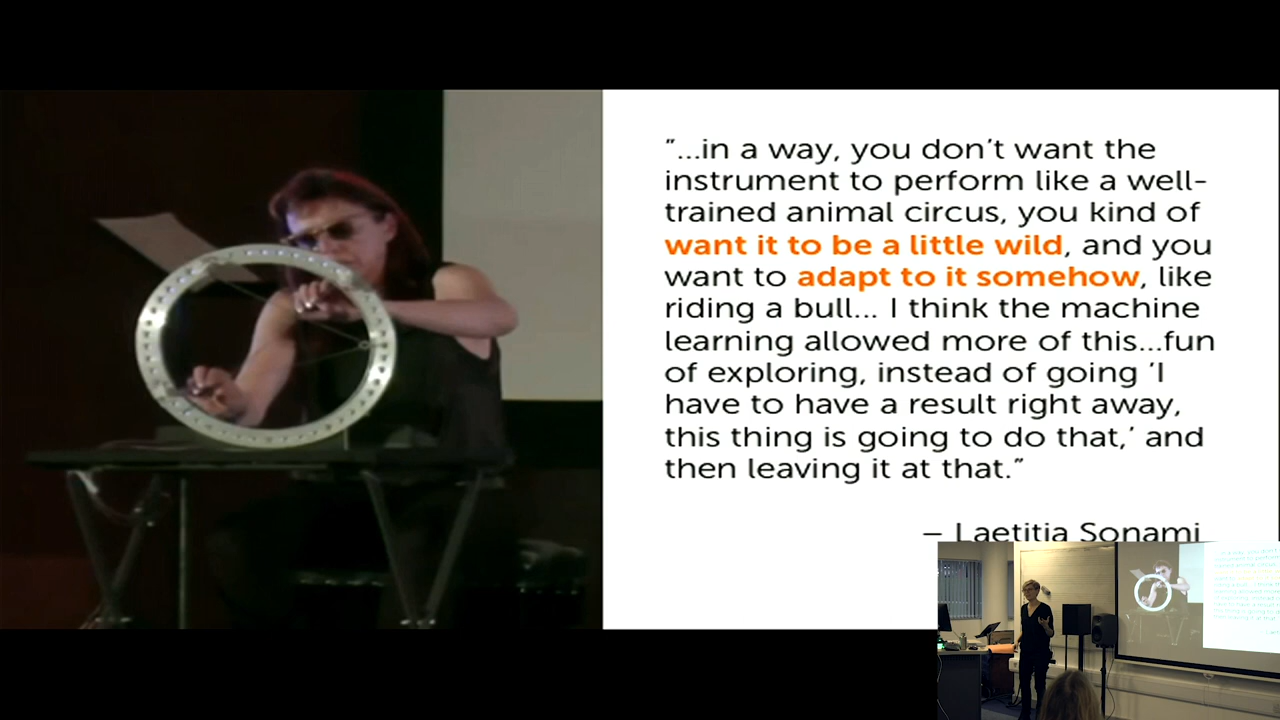 "...in a way, you don't want the
instrument to perform like a well-
trained animal circus, you kind of
want it to be a little wild, and you
want to adapt to it somehow, like
riding a bull... I think the machine
learning allowed more of this...fun
of exploring, instead of going 'I
have to have a result right away,
this thing is going to do that,' and
then leaving it at that."
– Laetitia Sonami